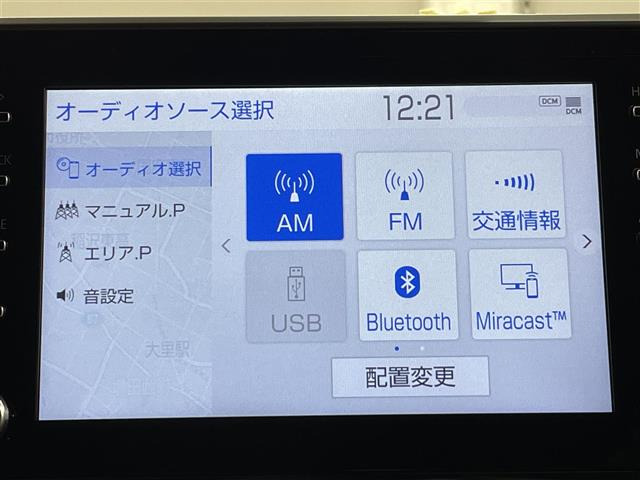 オーディオソース選択
12:21
DCM
DCM
オーディオ選択
マニュアル.P
エリア.P
音設定
大里駅
AM
FM
交通情報
USB
Bluetooth
Miracast™
配置変更